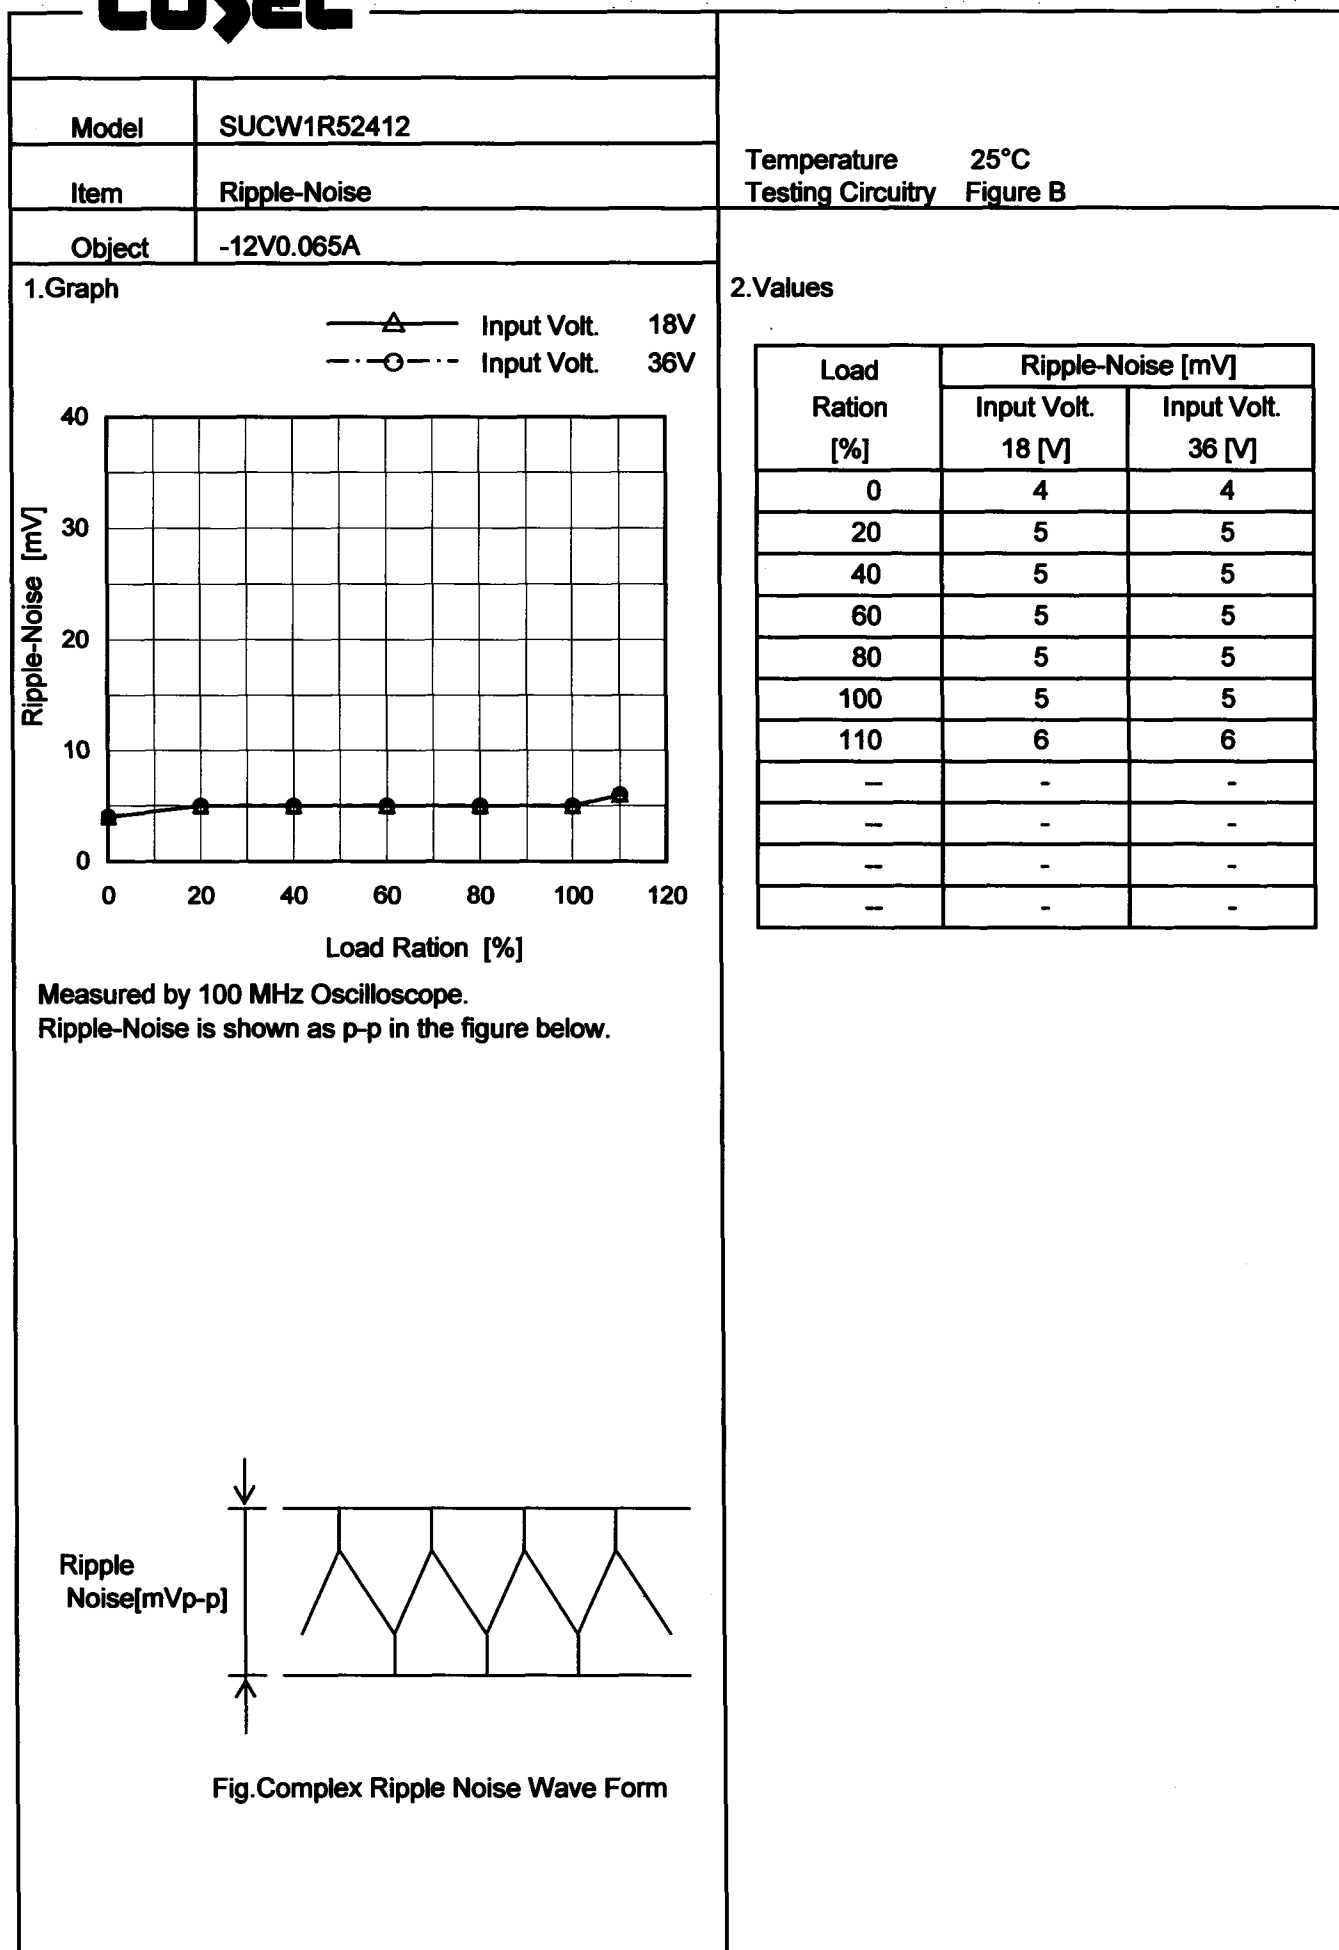 COSEL
Model SUCW1R52412
Item Ripple-Noise
Object -12V0.065A
Temperature 25°C
Testing Circuitry Figure B
1.Graph
Input Volt. 18V
Input Volt. 36V
Ripple-Noise [mV]
40
30
20
10
0
0 20 40 60 80 100 120
Load Ration [%]
Measured by 100 MHz Oscilloscope.
Ripple-Noise is shown as p-p in the figure below.
Ripple
Noise[mVp-p]
Fig.Complex Ripple Noise Wave Form
2.Values
Load Ripple-Noise [mV]
Ration Input Volt. Input Volt.
[%] 18 [V] 36 [V]
0 4 4
20 5 5
40 5 5
60 5 5
80 5 5
100 5 5
110 6 6
-- - -
-- - -
-- - -
-- - -